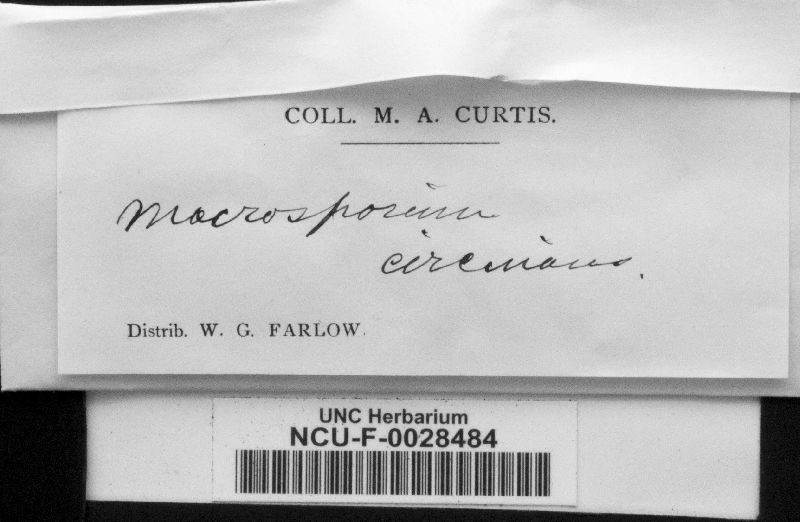 COLL. M. A. CURTIS.
Macrosporium
circinans.
Distrib. W. G. FARLOW.
UNC Herbarium
NCU-F-0028484